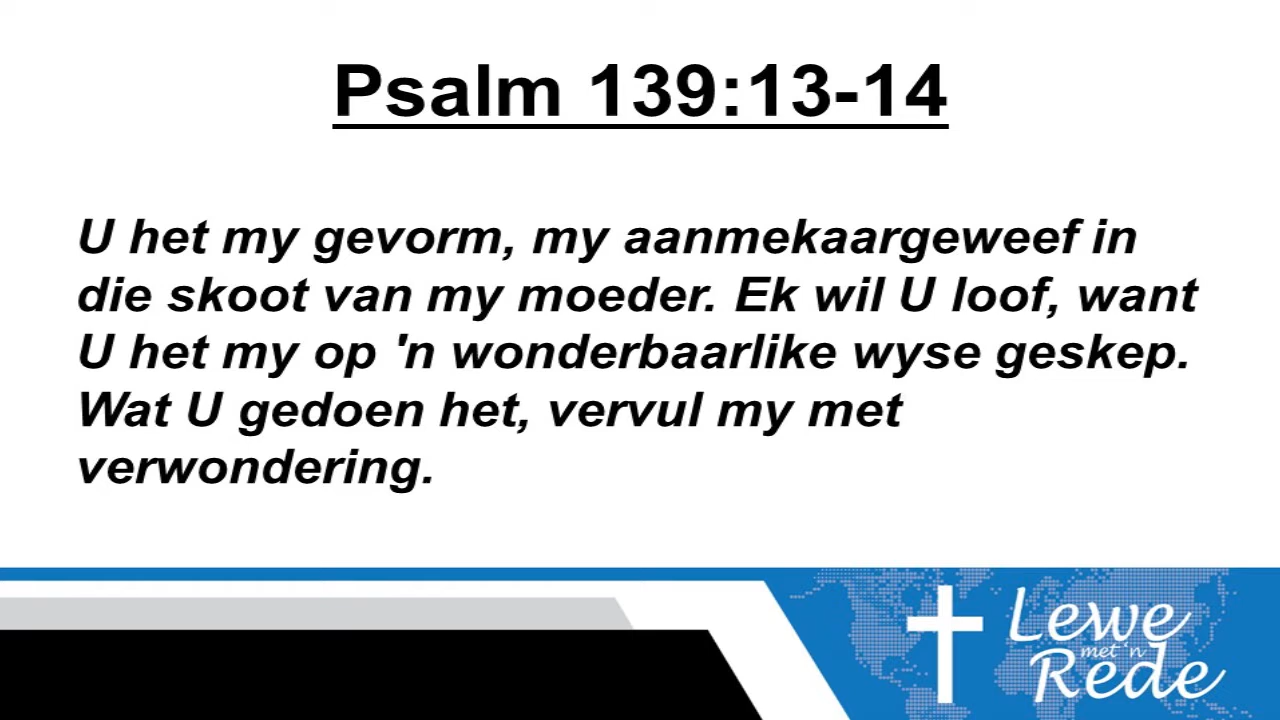 Psalm 139:13-14
U het my gevorm, my aanmekaargeweef in
die skoot van my moeder. Ek wil U loof, want
U het my op 'n wonderbaarlike wyse geskep.
Wat U gedoen het, vervul my met
verwondering.
Lewe
met 'n
Rede